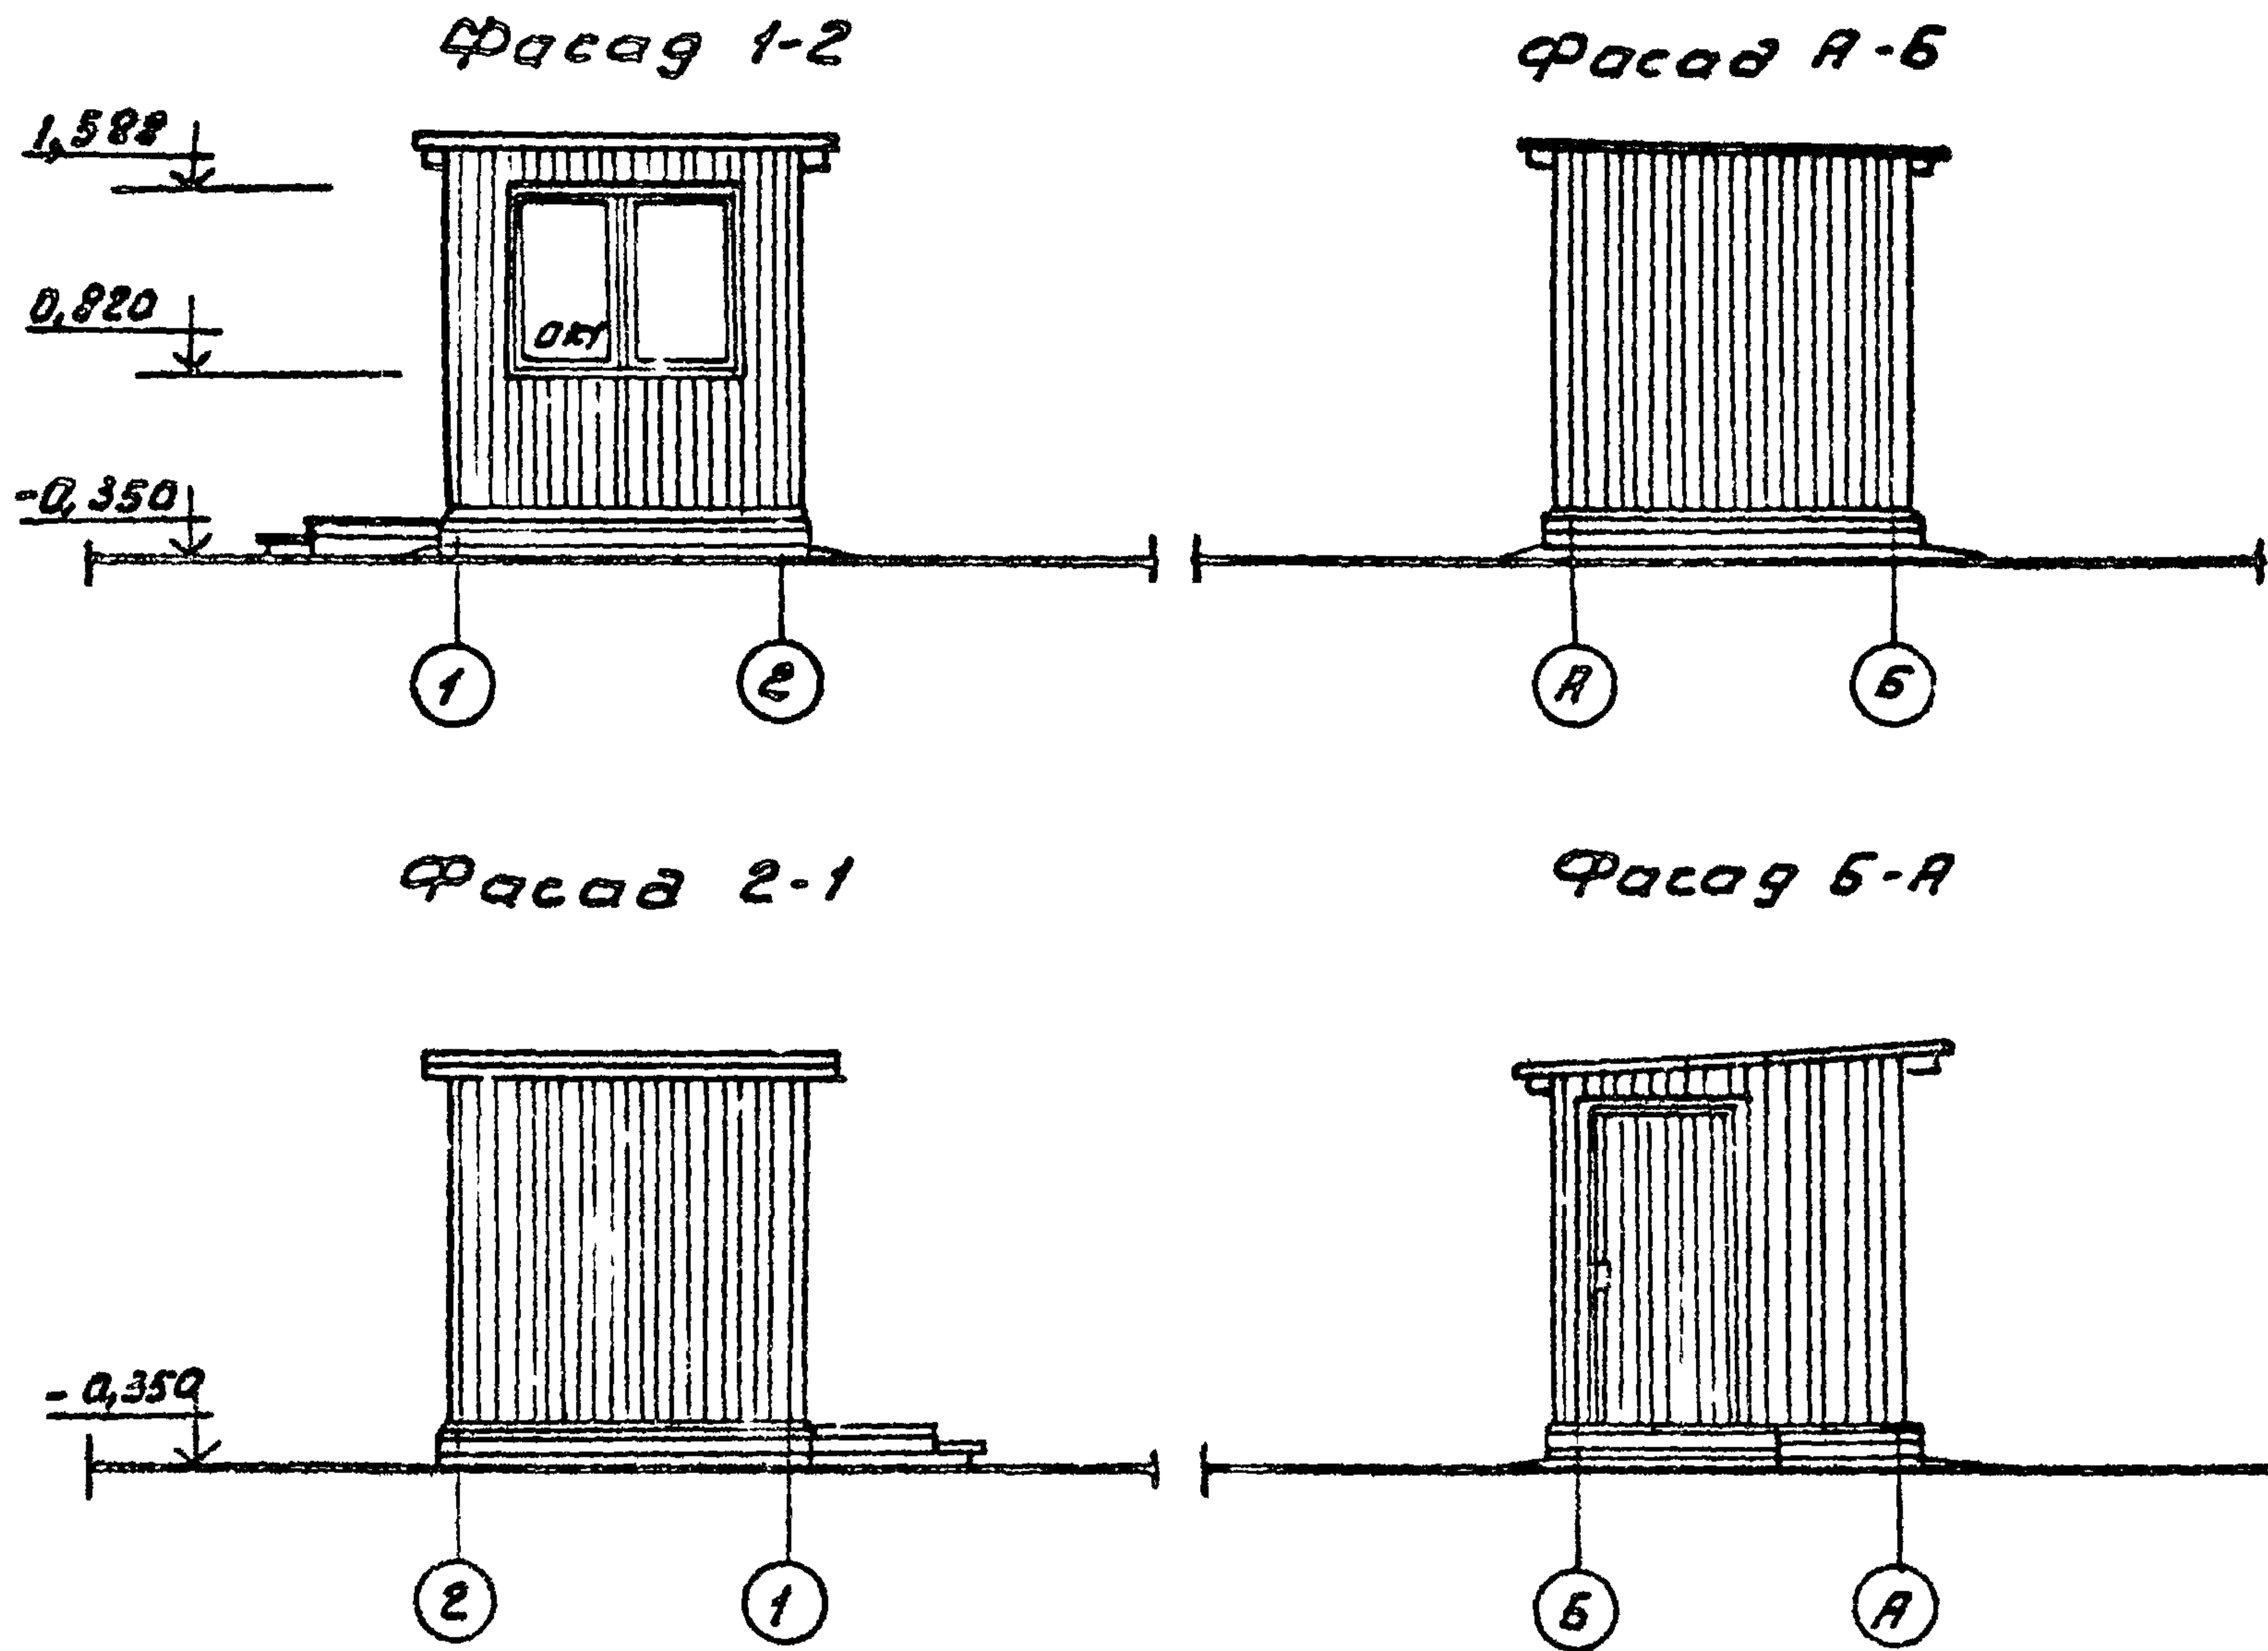 Фасад 1-2
Фасад А-Б
1,588
0,820
ОК1
-0,350
1
2
А
Б
Фасад 2-1
Фасад Б-А
-0,350
2
1
Б
А